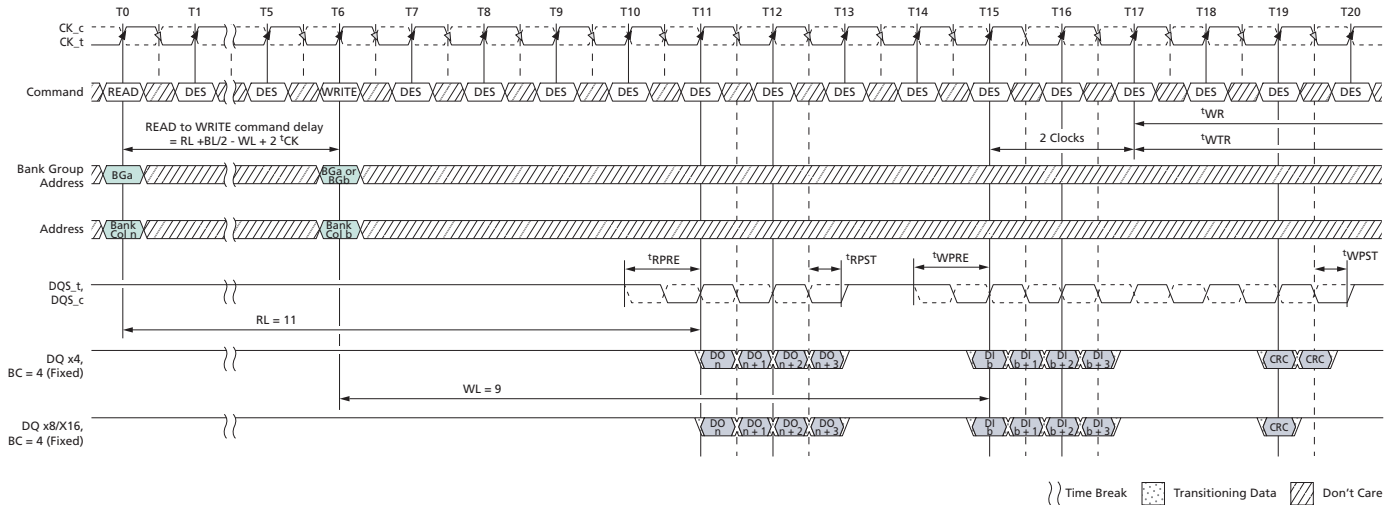 T0 T1 T5 T6 T7 T8 T9 T10 T11 T12 T13 T14 T15 T16 T17 T18 T19 T20
CK_c
CK_t
Command READ DES DES WRITE DES DES DES DES DES DES DES DES DES DES DES DES DES DES
READ to WRITE command delay
= RL +BL/2 - WL + 2 tCK
tWR
2 Clocks
tWTR
Bank Group
Address
BGa
BGa or
BGb
Address
Bank
Col n
Bank
Col b
tRPRE
tRPST
tWPRE
tWPST
DQS_t,
DQS_c
RL = 11
DQ x4,
BC = 4 (Fixed)
DO
n
DO
n + 1
DO
n + 2
DO
n + 3
DI
b
DI
b + 1
DI
b + 2
DI
b + 3
CRC
CRC
WL = 9
DQ x8/X16,
BC = 4 (Fixed)
DO
n
DO
n + 1
DO
n + 2
DO
n + 3
DI
b
DI
b + 1
DI
b + 2
DI
b + 3
CRC
Time Break
Transitioning Data
Don't Care